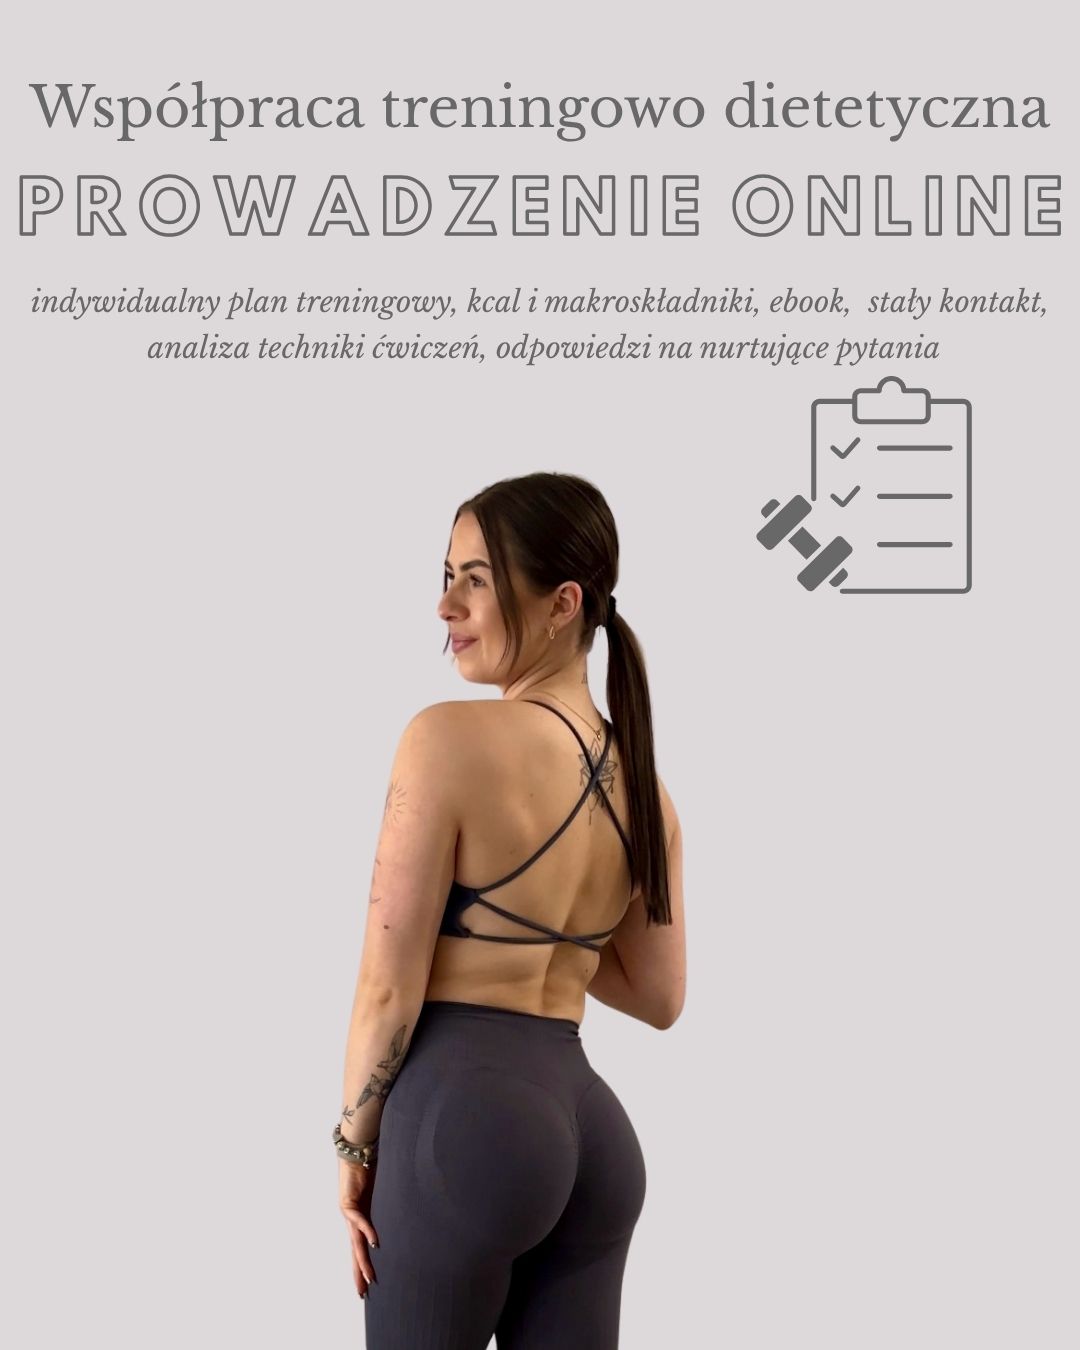 Współpraca treningowo dietetyczna
PROWADZENIE ONLINE
indywidualny plan treningowy, kcal i makroskładniki, ebook, stały kontakt,
analiza techniki ćwiczeń, odpowiedzi na nurtujące pytania